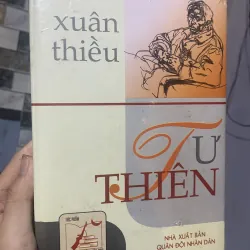 xuân
thiều
TƯ
THIÊN
NHÀ XUẤT BẢN
QUÂN ĐỘI NHÂN DÂN